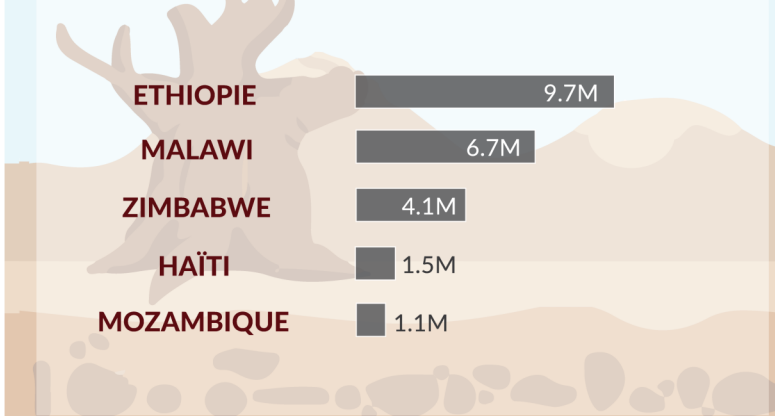 ETHIOPIE 9.7M
MALAWI 6.7M
ZIMBABWE 4.1M
HAÏTI 1.5M
MOZAMBIQUE 1.1M